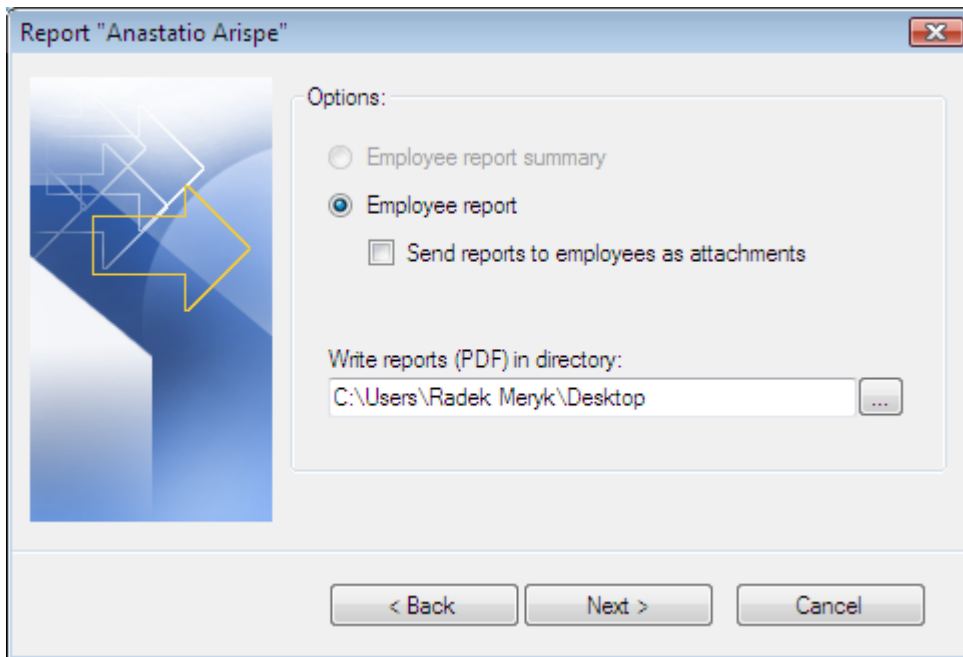 Report "Anastatio Arispe"
Options:
Employee report summary
Employee report
Send reports to employees as attachments
Write reports (PDF) in directory:
C:\Users\Radek Meryk\Desktop
...
< Back
Next >
Cancel